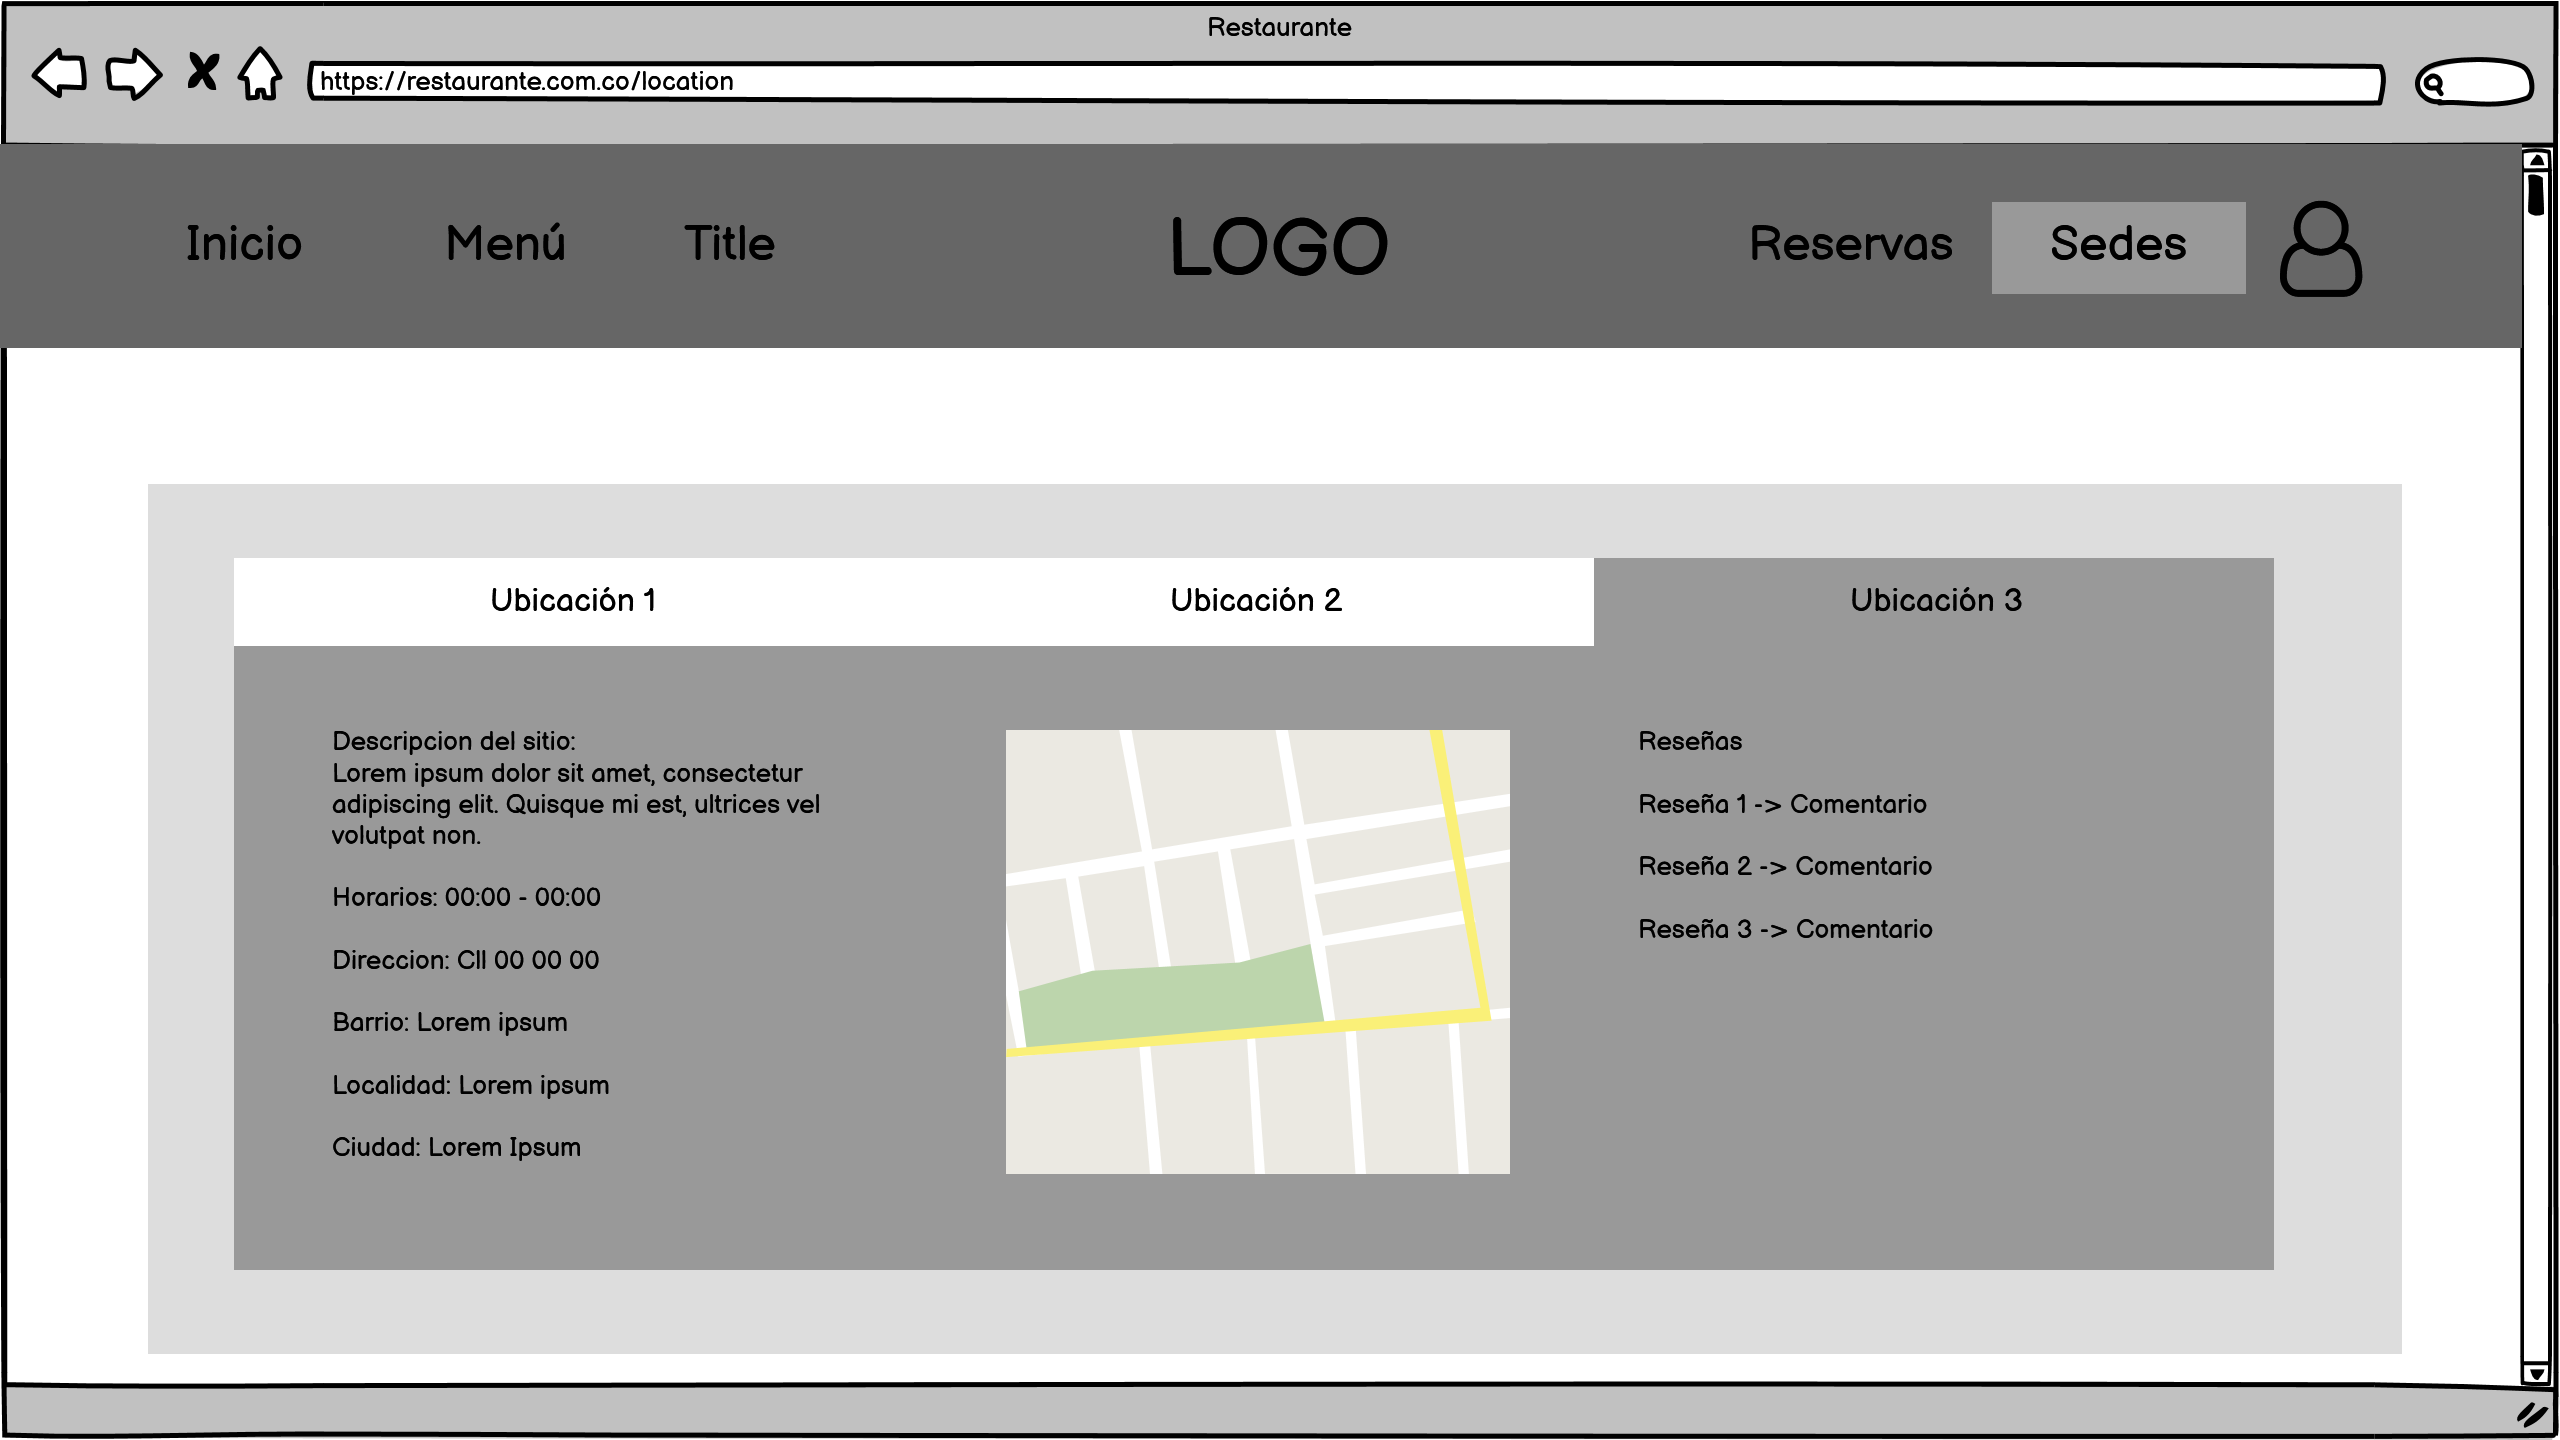 Restaurante
https://restaurante.com.co/location
Inicio
Menú
Title
LOGO
Reservas
Sedes
Ubicación 1
Ubicación 2
Ubicación 3
Descripcion del sitio:
Lorem ipsum dolor sit amet, consectetur
adipiscing elit. Quisque mi est, ultrices vel
volutpat non.
Horarios: 00:00 - 00:00
Direccion: Cll 00 00 00
Barrio: Lorem ipsum
Localidad: Lorem ipsum
Ciudad: Lorem Ipsum
Reseñas
Reseña 1 -> Comentario
Reseña 2 -> Comentario
Reseña 3 -> Comentario